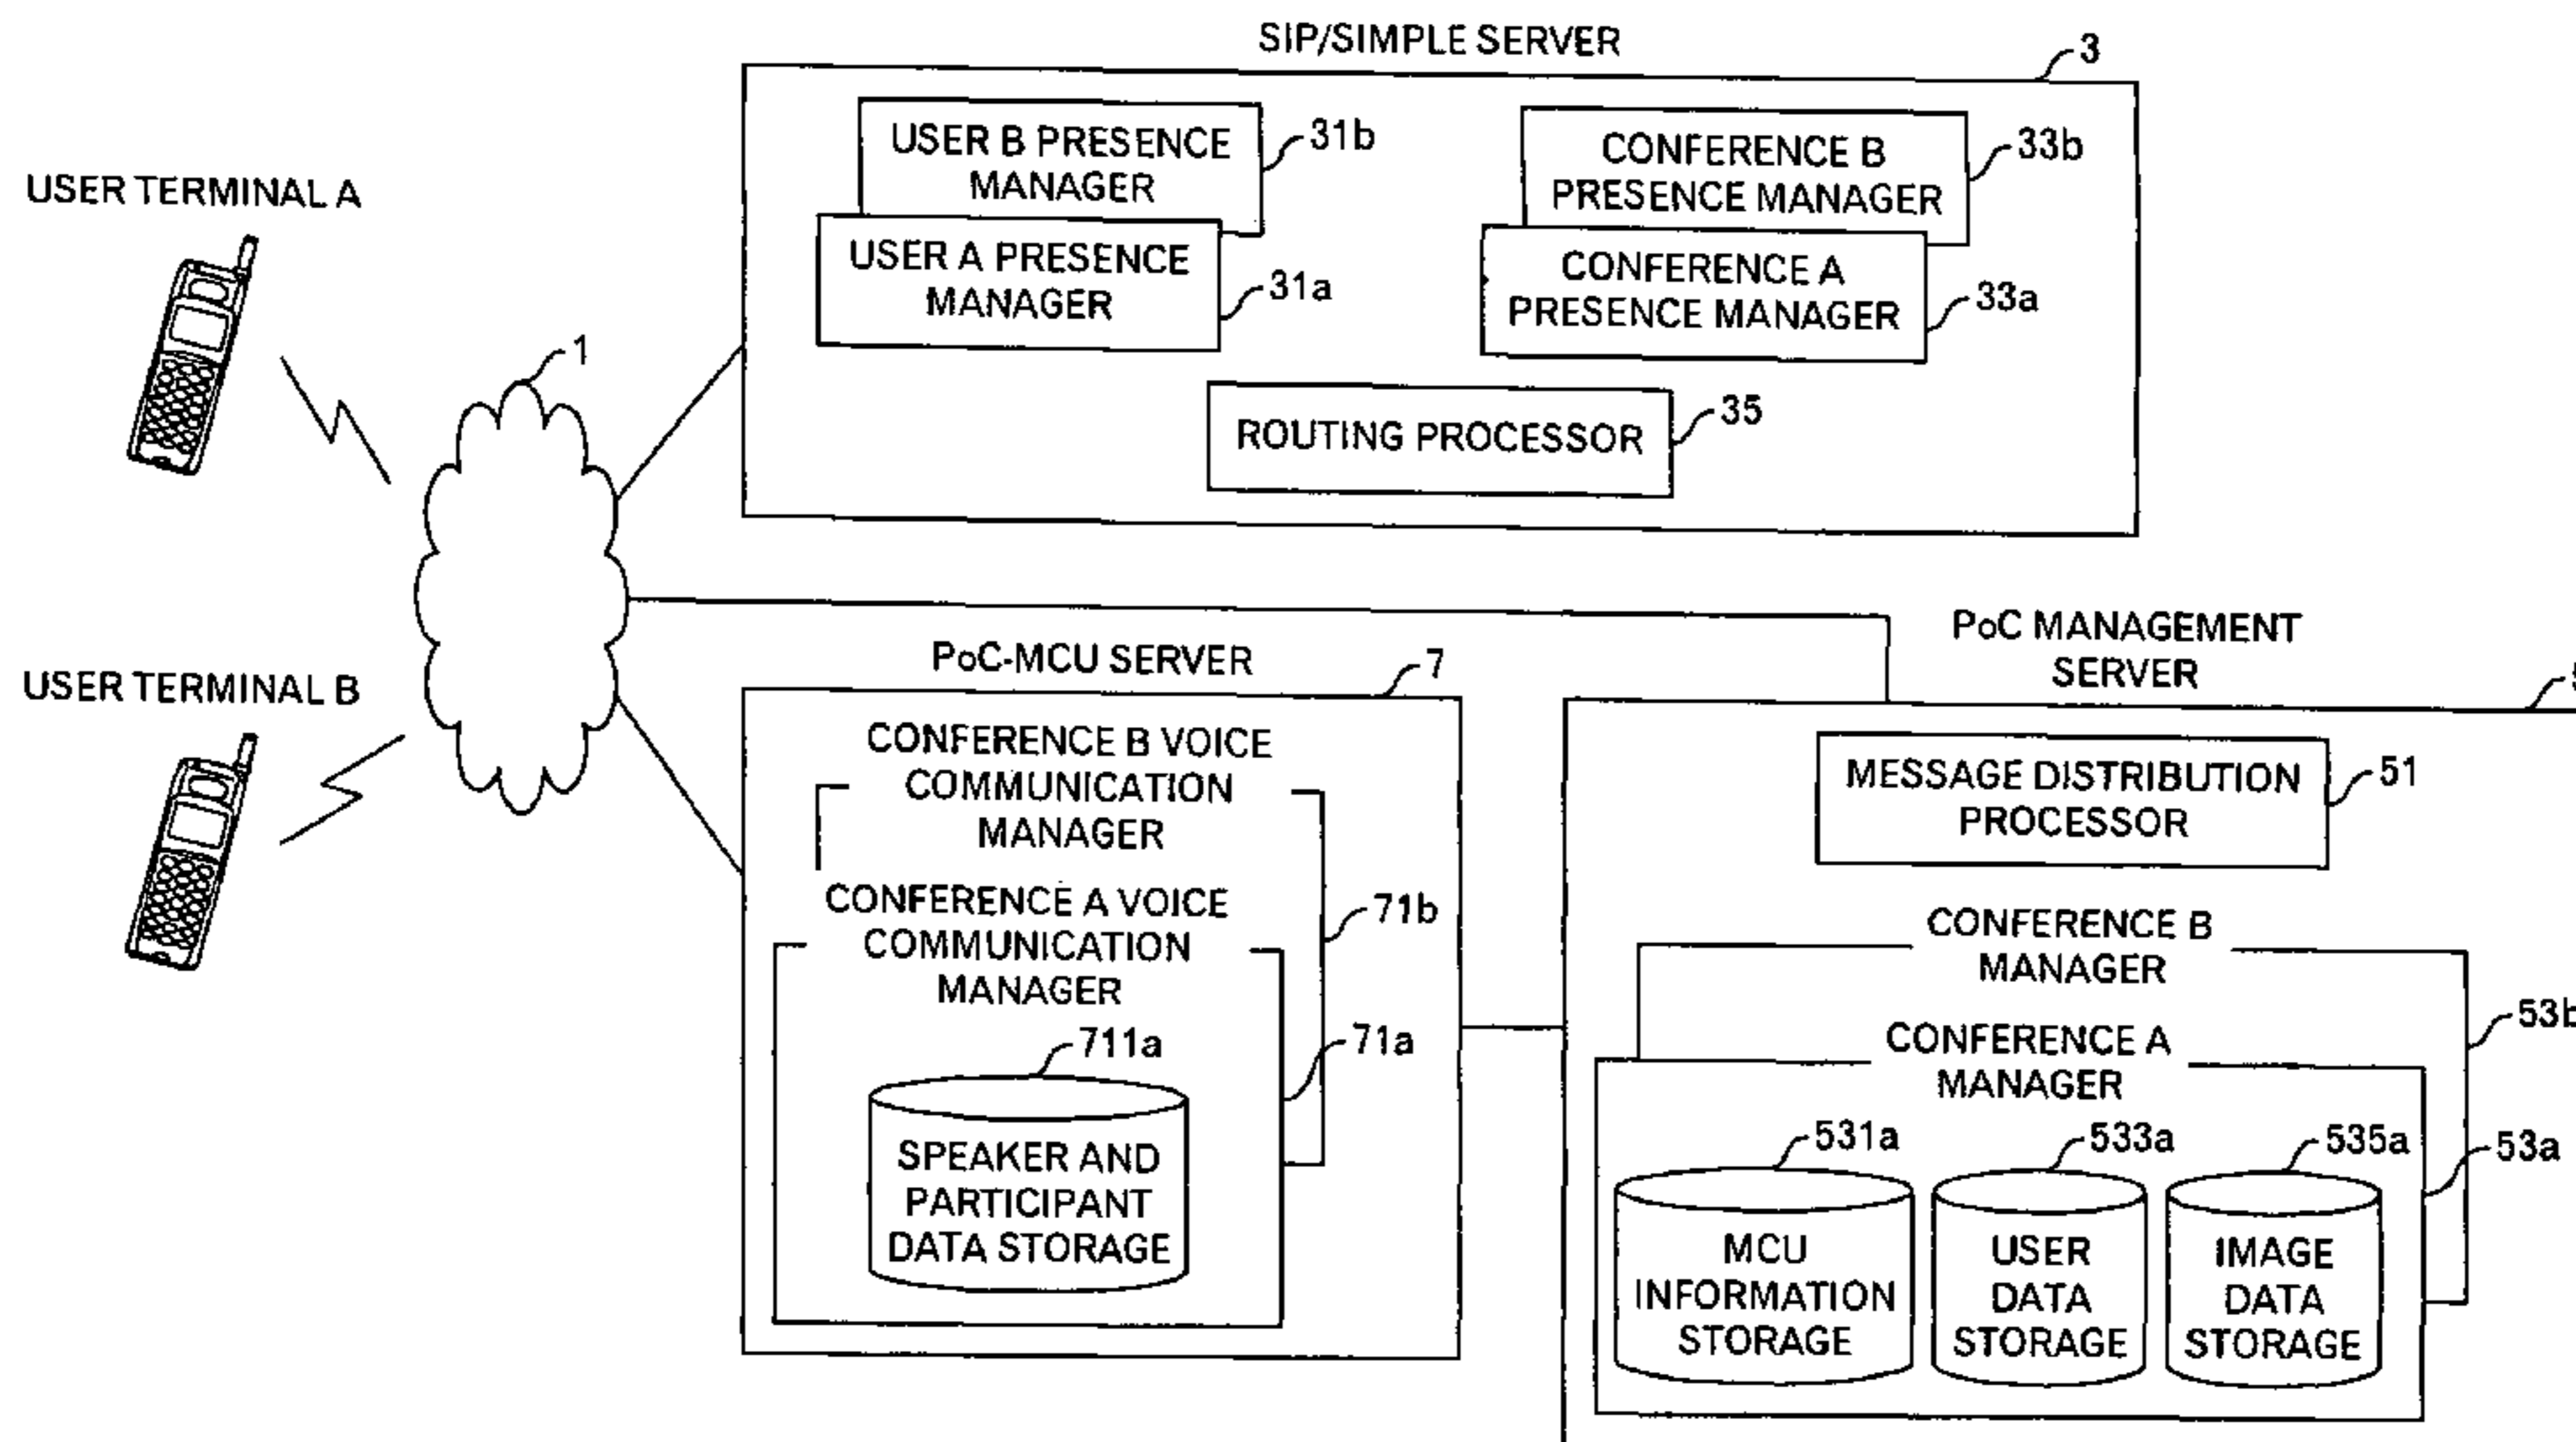 SIP/SIMPLE SERVER
3
USER B PRESENCE
MANAGER
31b
CONFERENCE B
PRESENCE MANAGER
33b
USER A PRESENCE
MANAGER
31a
CONFERENCE A
PRESENCE MANAGER
33a
ROUTING PROCESSOR
35
USER TERMINAL A
1
USER TERMINAL B
PoC-MCU SERVER
7
CONFERENCE B VOICE
COMMUNICATION
MANAGER
71b
CONFERENCE A VOICE
COMMUNICATION
MANAGER
71a
711a
SPEAKER AND
PARTICIPANT
DATA STORAGE
PoC MANAGEMENT
SERVER
MESSAGE DISTRIBUTION
PROCESSOR
51
CONFERENCE B
MANAGER
53b
CONFERENCE A
MANAGER
53a
531a
MCU
INFORMATION
STORAGE
533a
USER
DATA
STORAGE
535a
IMAGE
DATA
STORAGE